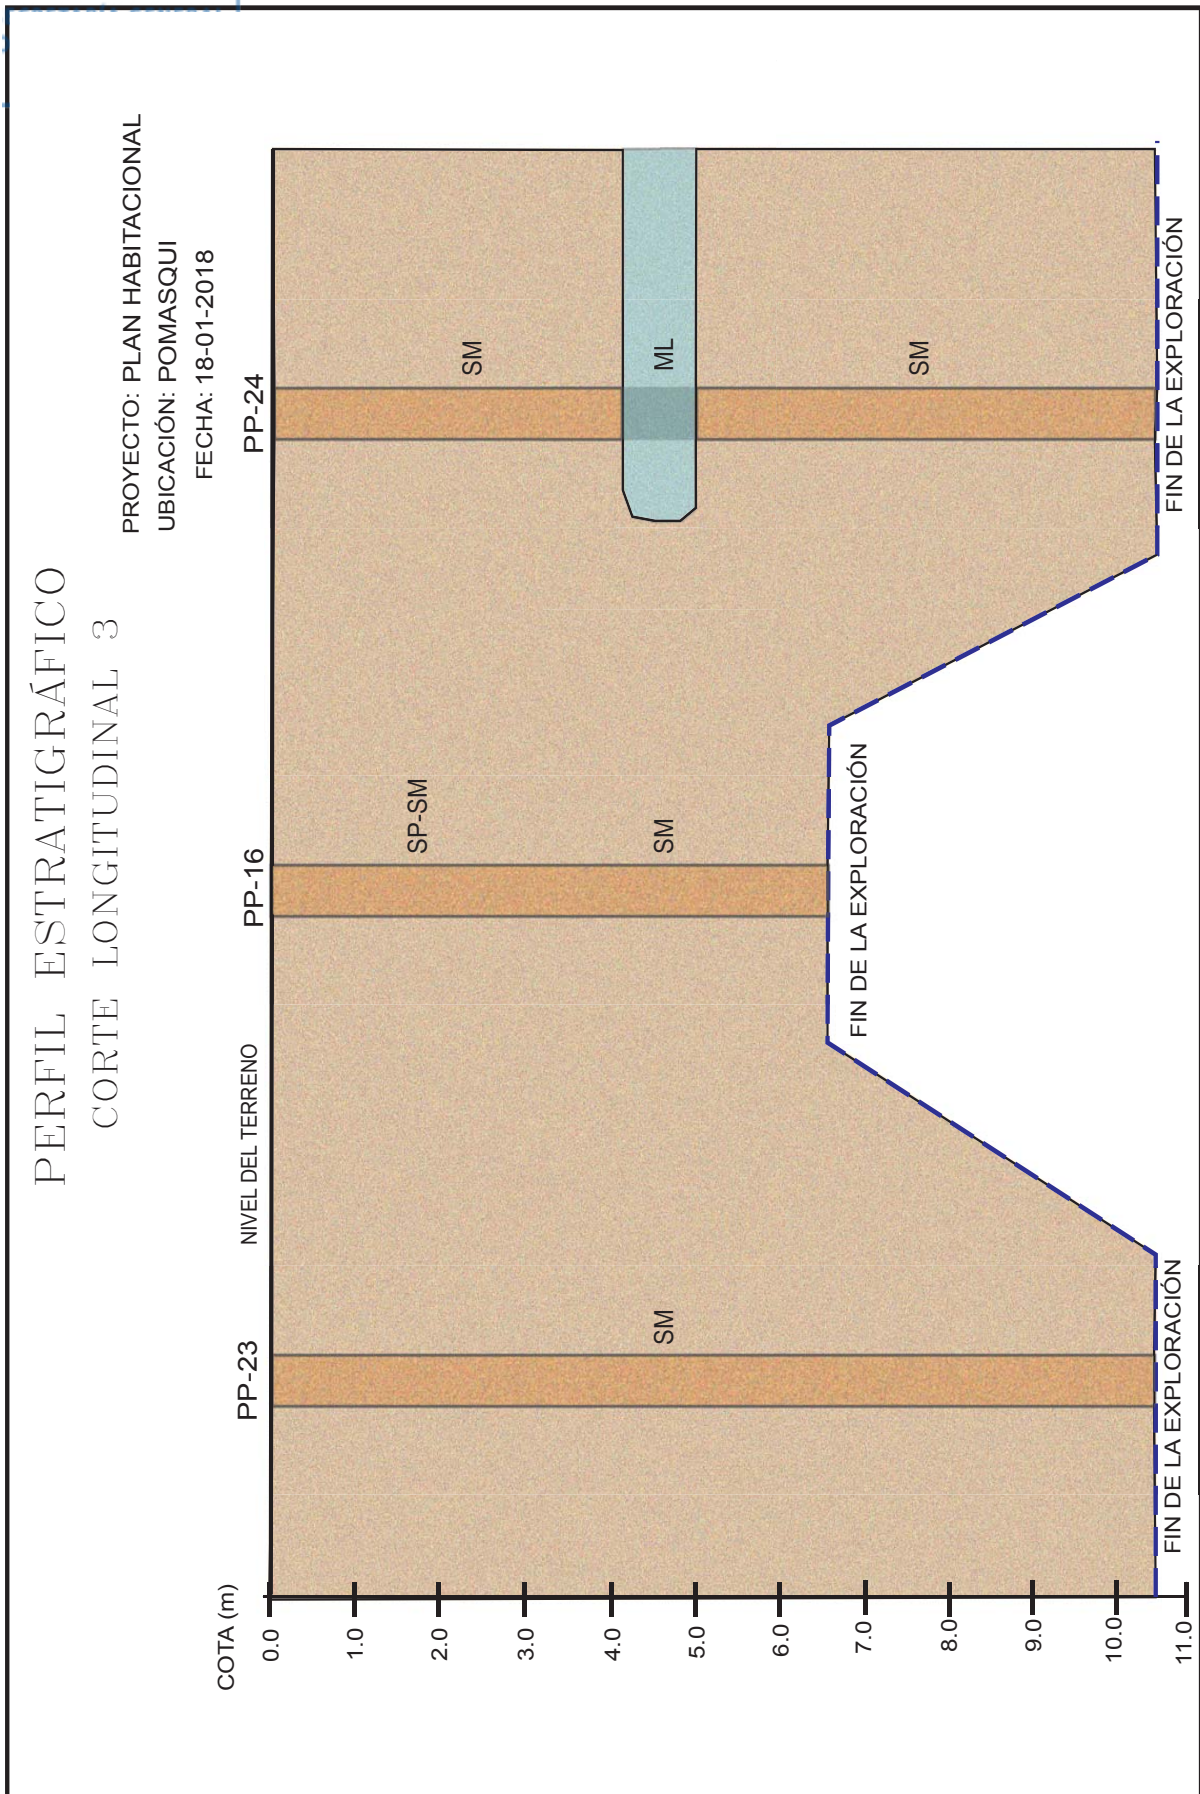 PERFIL ESTRATIGRÁFICO
CORTE LONGITUDINAL 3
PROYECTO: PLAN HABITACIONAL
UBICACIÓN: POMASQUI
FECHA: 18-01-2018
COTA (m)
PP-23
NIVEL DEL TERRENO
PP-16
PP-24
0.0
1.0
2.0
3.0
4.0
5.0
6.0
7.0
8.0
9.0
10.0
11.0
SP-SM
SM
SM
SM
ML
SM
FIN DE LA EXPLORACIÓN
FIN DE LA EXPLORACIÓN
FIN DE LA EXPLORACIÓN